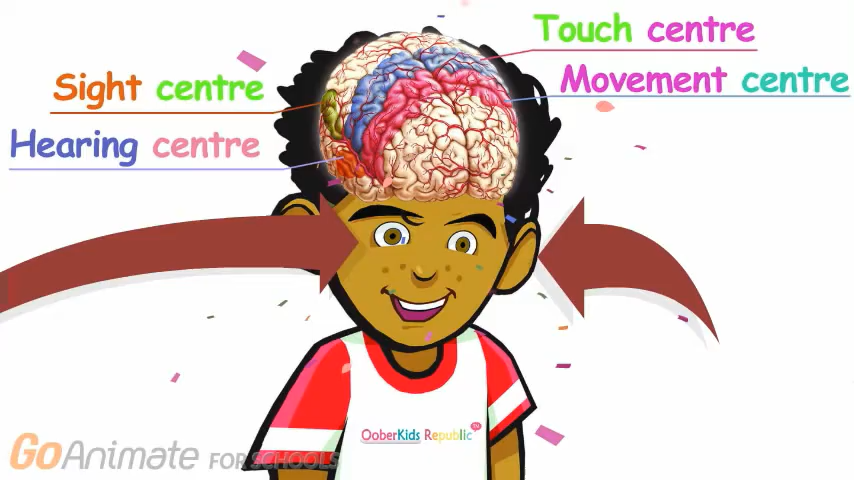 Touch centre
Sight centre
Movement centre
Hearing centre
OoberKids Republic
GoAnimate FOR SCHOOLS